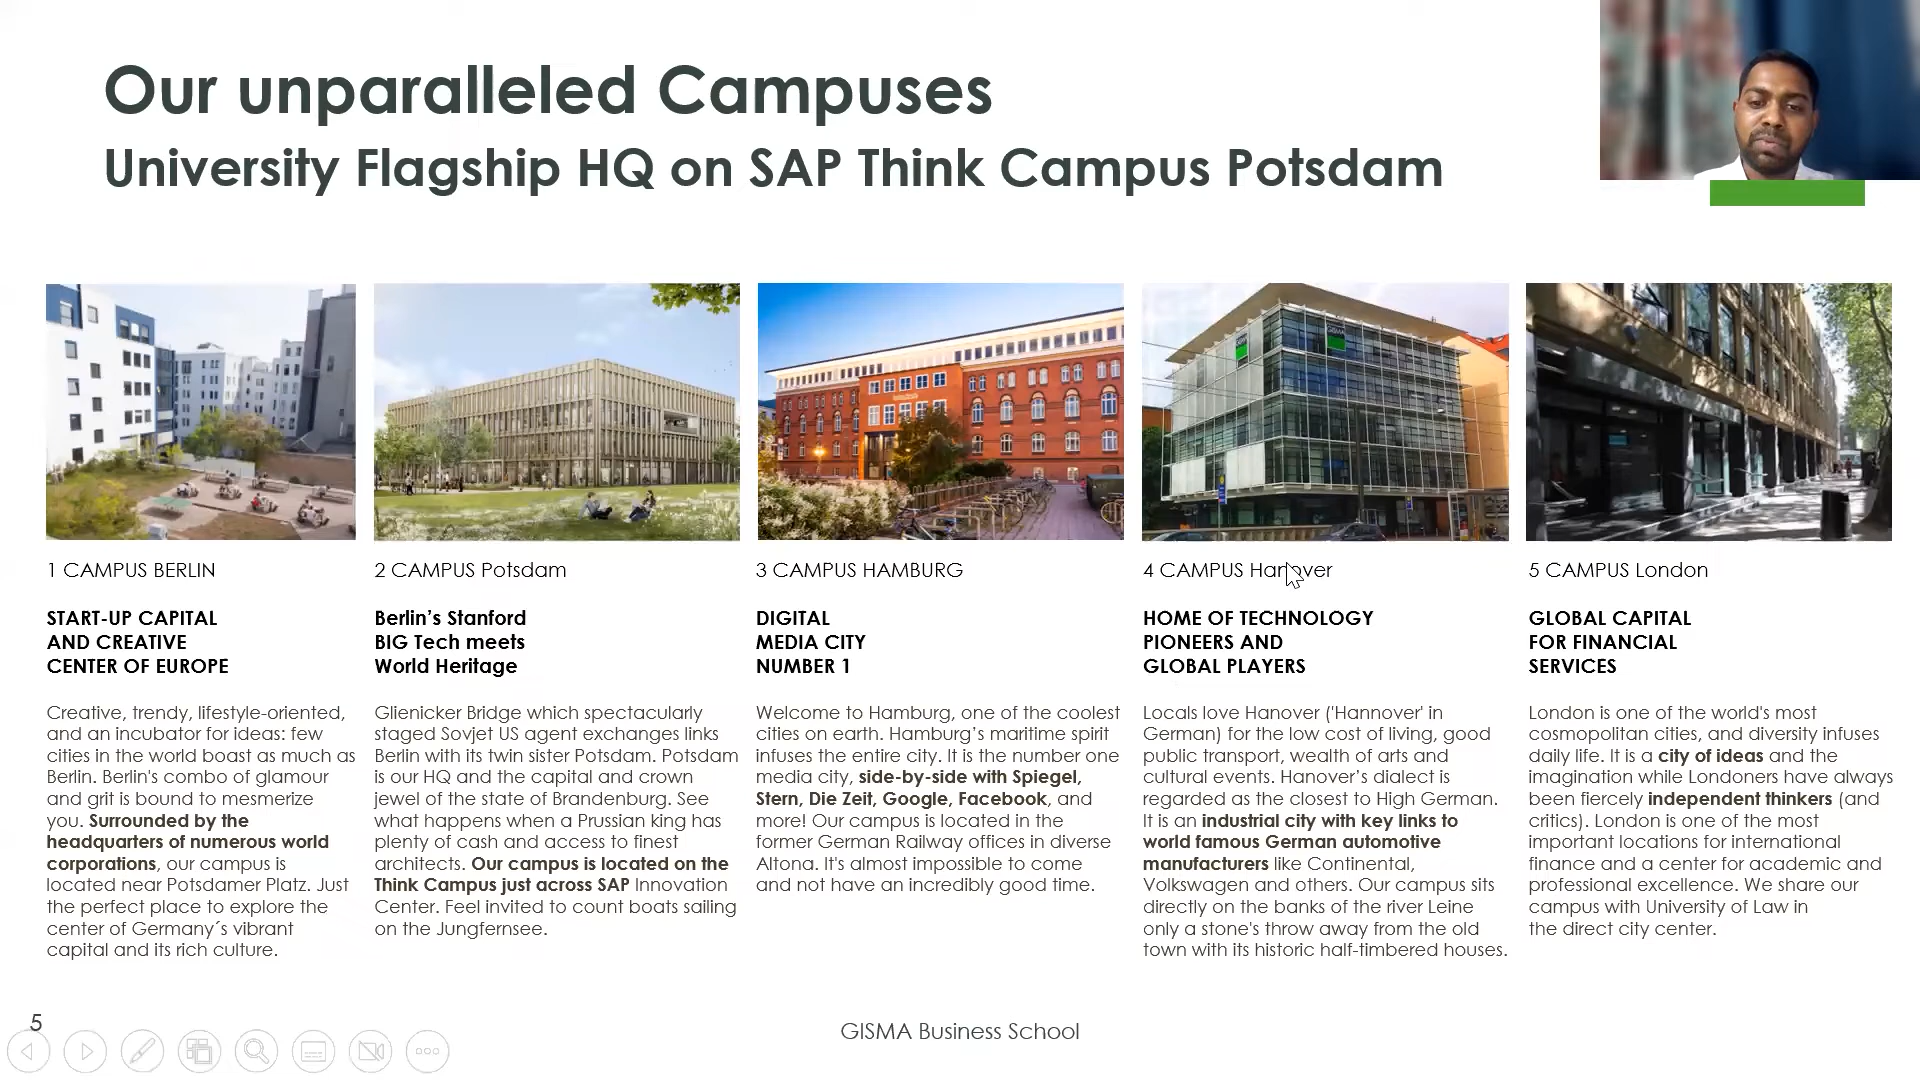 Our unparalleled Campuses
University Flagship HQ on SAP Think Campus Potsdam
1 CAMPUS BERLIN
START-UP CAPITAL
AND CREATIVE
CENTER OF EUROPE
Creative, trendy, lifestyle-oriented,
and an incubator for ideas: few
cities in the world boast as much as
Berlin. Berlin's combo of glamour
and grit is bound to mesmerize
you. Surrounded by the
headquarters of numerous world
corporations, our campus is
located near Potsdamer Platz. Just
the perfect place to explore the
center of Germany´s vibrant
capital and its rich culture.
2 CAMPUS Potsdam
Berlin’s Stanford
BIG Tech meets
World Heritage
Glienicker Bridge which spectacularly
staged Sovjet US agent exchanges links
Berlin with its twin sister Potsdam. Potsdam
is our HQ and the capital and crown
jewel of the state of Brandenburg. See
what happens when a Prussian king has
plenty of cash and access to finest
architects. Our campus is located on the
Think Campus just across SAP Innovation
Center. Feel invited to count boats sailing
on the Jungfernsee.
3 CAMPUS HAMBURG
DIGITAL
MEDIA CITY
NUMBER 1
Welcome to Hamburg, one of the coolest
cities on earth. Hamburg’s maritime spirit
infuses the entire city. It is the number one
media city, side-by-side with Spiegel,
Stern, Die Zeit, Google, Facebook, and
more! Our campus is located in the
former German Railway offices in diverse
Altona. It's almost impossible to come
and not have an incredibly good time.
4 CAMPUS Hanover
HOME OF TECHNOLOGY
PIONEERS AND
GLOBAL PLAYERS
Locals love Hanover ('Hannover' in
German) for the low cost of living, good
public transport, wealth of arts and
cultural events. Hanover’s dialect is
regarded as the closest to High German.
It is an industrial city with key links to
world famous German automotive
manufacturers like Continental,
Volkswagen and others. Our campus sits
directly on the banks of the river Leine
only a stone's throw away from the old
town with its historic half-timbered houses.
5 CAMPUS London
GLOBAL CAPITAL
FOR FINANCIAL
SERVICES
London is one of the world's most
cosmopolitan cities, and diversity infuses
daily life. It is a city of ideas and the
imagination while Londoners have always
been fiercely independent thinkers (and
critics). London is one of the most
important locations for international
finance and a center for academic and
professional excellence. We share our
campus with University of Law in
the direct city center.
5
GISMA Business School